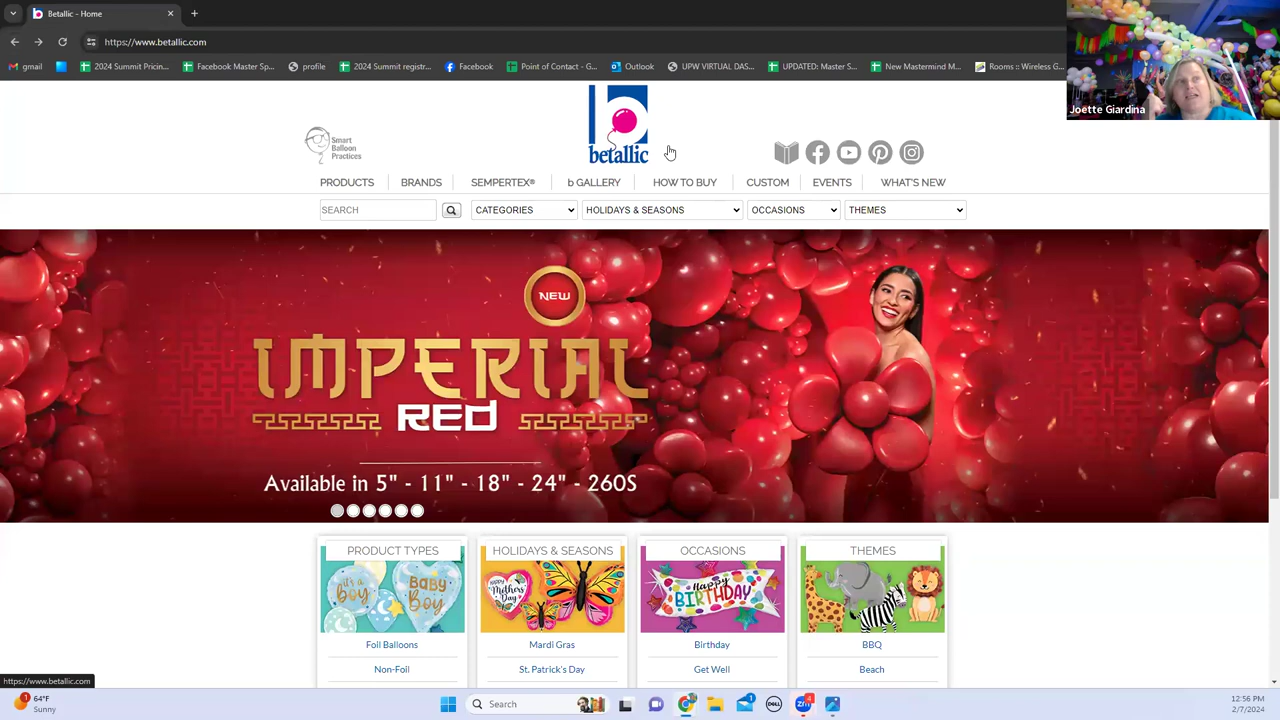 Betallic - Home
https://www.betallic.com
gmail
2024 Summit Pricin...
Facebook Master Sp...
profile
2024 Summit registr...
Facebook
Point of Contact - G...
Outlook
UPW VIRTUAL DAS...
UPDATED: Master S...
New Mastermind M...
Rooms :: Wireless G...
Joette Giardina
Smart
Balloon
Practices
betallic
PRODUCTS
BRANDS
SEMPERTEX®
b GALLERY
HOW TO BUY
CUSTOM
EVENTS
WHAT'S NEW
SEARCH
CATEGORIES
HOLIDAYS & SEASONS
OCCASIONS
THEMES
NEW
IMPERIAL
RED
Available in 5" - 11" - 18" - 24" - 260S
PRODUCT TYPES
HOLIDAYS & SEASONS
OCCASIONS
THEMES
it's a
boy
BABY
BOY
HAPPY
Mother's
Day
Happy
BIRTHDAY
Foil Balloons
Mardi Gras
Birthday
BBQ
Non-Foil
St. Patrick's Day
Get Well
Beach
https://www.betallic.com
1
64°F
Sunny
Search
DELL
zm
4
12:56 PM
2/7/2024